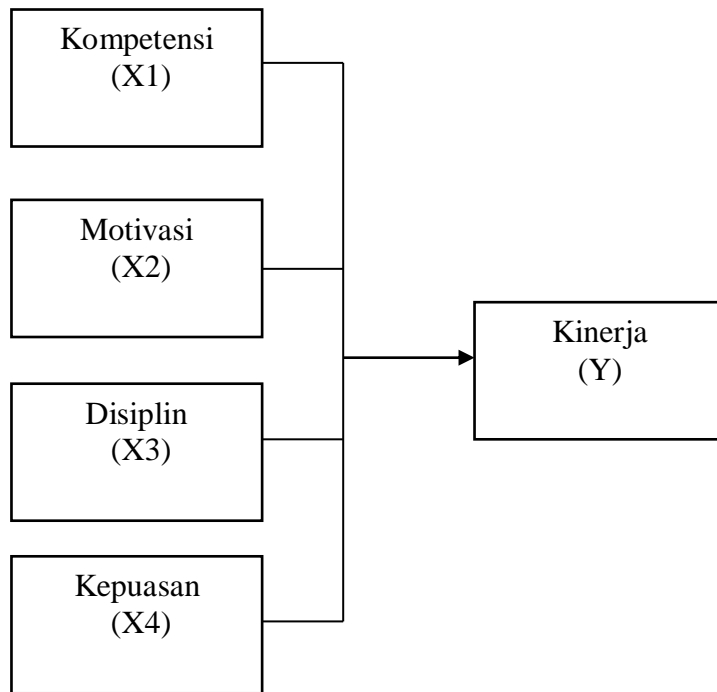 Kompetensi
(X1)
Motivasi
(X2)
Kinerja
(Y)
Disiplin
(X3)
Kepuasan
(X4)